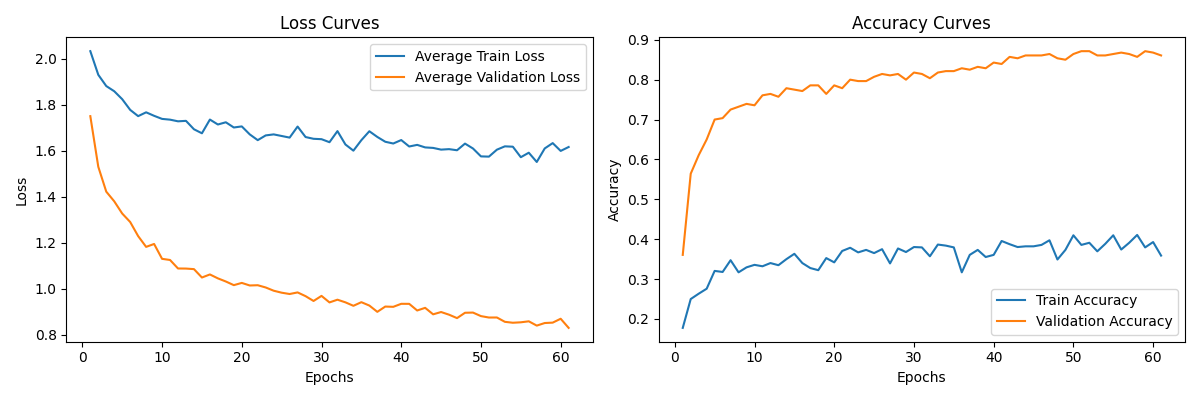 Loss Curves
Average Train Loss
Average Validation Loss
Loss
2.0
1.8
1.6
1.4
1.2
1.0
0.8
0 10 20 30 40 50 60
Epochs
Accuracy Curves
Accuracy
0.9
0.8
0.7
0.6
0.5
0.4
0.3
0.2
Train Accuracy
Validation Accuracy
0 10 20 30 40 50 60
Epochs